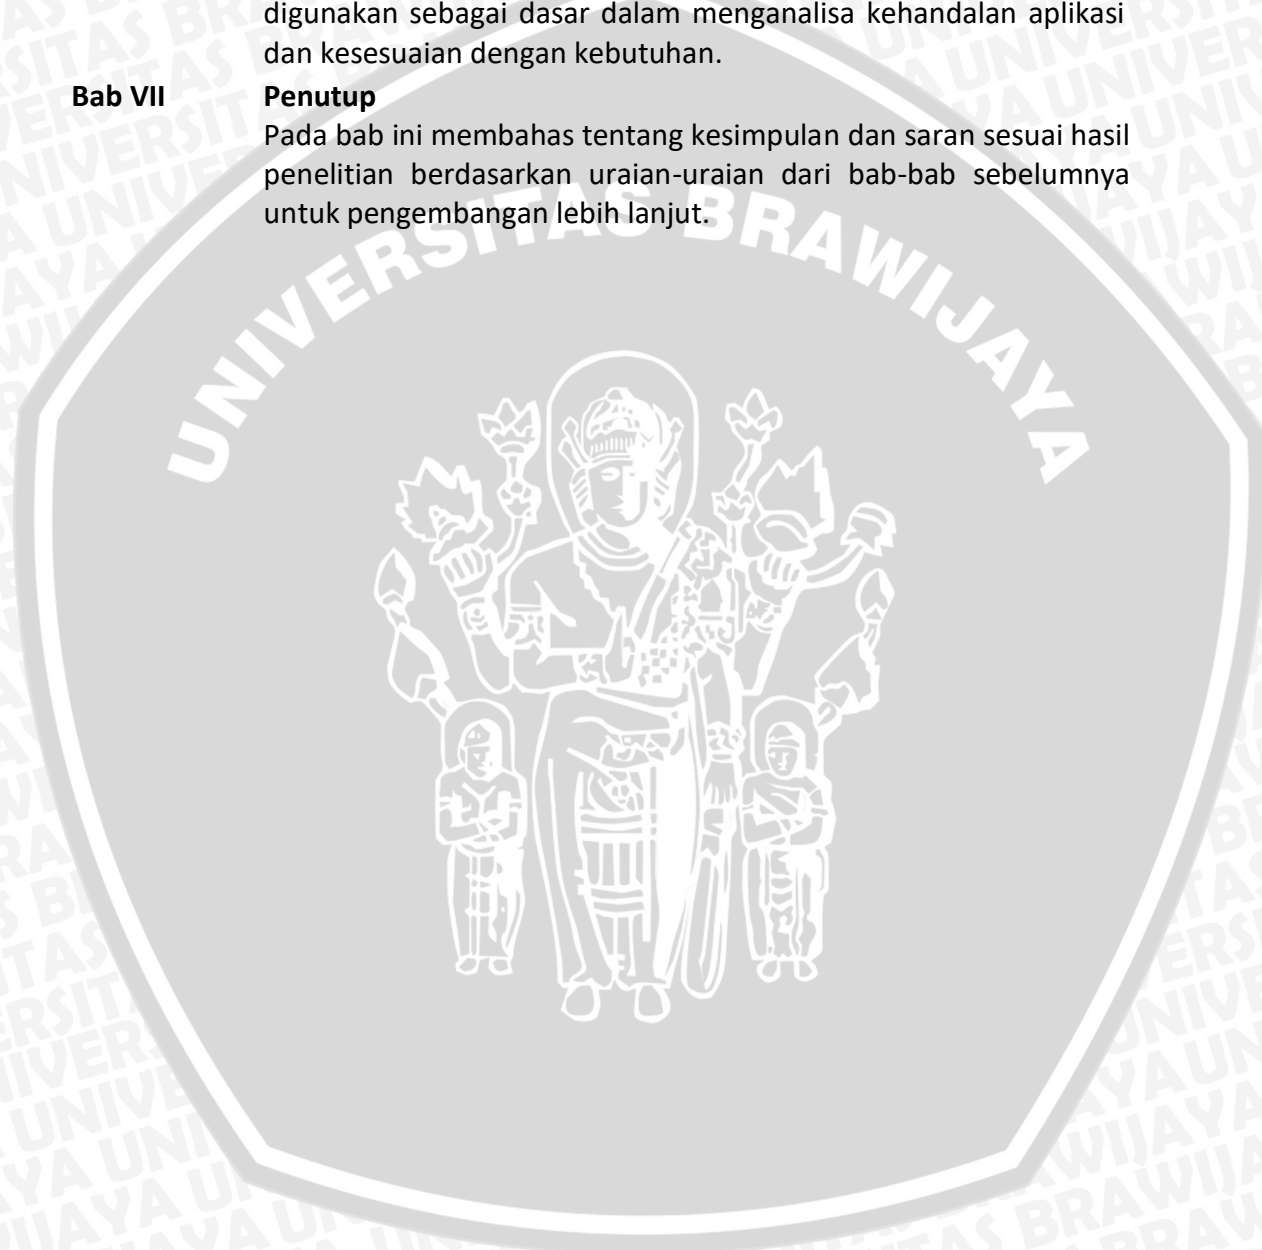 digunakan sebagai dasar dalam menganalisa kehandalan aplikasi
dan kesesuaian dengan kebutuhan.
Bab VII Penutup
Pada bab ini membahas tentang kesimpulan dan saran sesuai hasil
penelitian berdasarkan uraian-uraian dari bab-bab sebelumnya
untuk pengembangan lebih lanjut.
UNIVERSITAS BRAWIJAYA